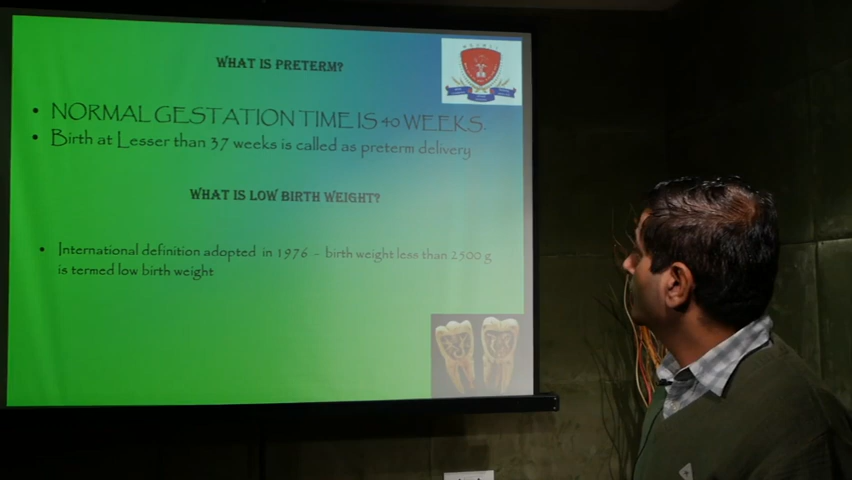 WHAT IS PRETERM?
• NORMAL GESTATION TIME IS 40 WEEKS.
• Birth at Lesser than 37 weeks is called as preterm delivery
WHAT IS LOW BIRTH WEIGHT?
• International definition adopted in 1976 - birth weight less than 2500 g
is termed low birth weight